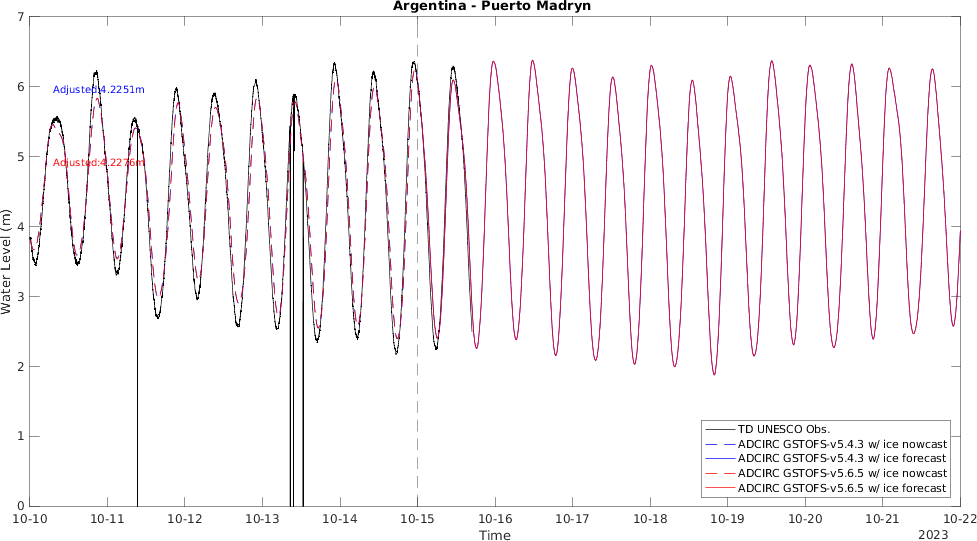 Argentina - Puerto Madryn
7
6
5
4
3
2
1
0
Water Level (m)
Adjusted:4.2251m
Adjusted:4.2276m
TD UNESCO Obs.
ADCIRC GSTOFS-v5.4.3 w/ ice nowcast
ADCIRC GSTOFS-v5.4.3 w/ ice forecast
ADCIRC GSTOFS-v5.6.5 w/ ice nowcast
ADCIRC GSTOFS-v5.6.5 w/ ice forecast
10-10 10-11 10-12 10-13 10-14 10-15 10-16 10-17 10-18 10-19 10-20 10-21 10-22
Time
2023